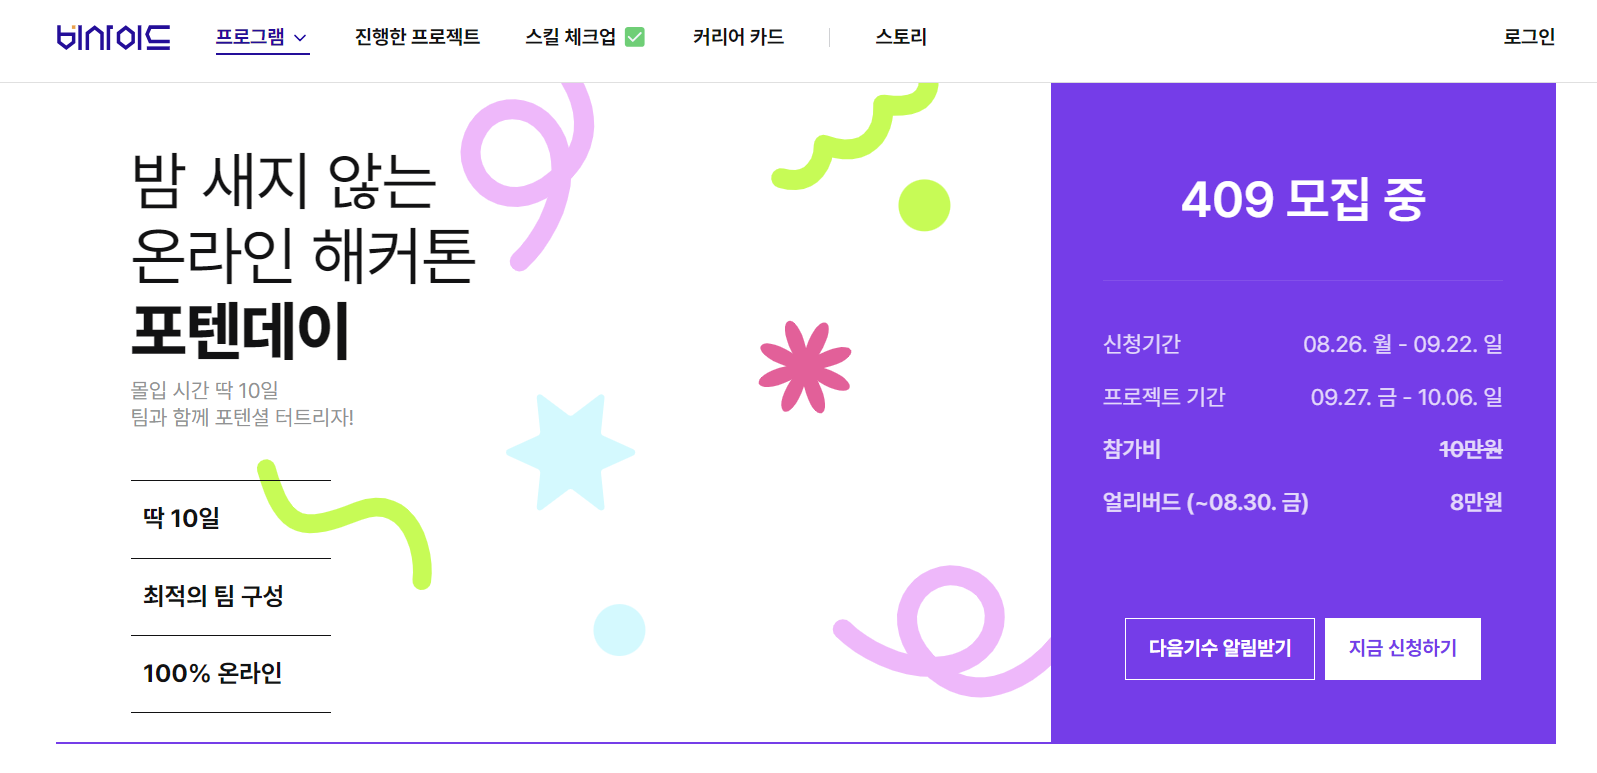 비사이드
프로그램
진행한 프로젝트
스킬 체크업 ✅
커리어 카드
스토리
로그인
밤 새지 않는
온라인 해커톤
포텐데이
몰입 시간 딱 10일
팀과 함께 포텐셜 터트리자!
딱 10일
최적의 팀 구성
100% 온라인
409 모집 중
신청기간 08.26. 월 - 09.22. 일
프로젝트 기간 09.27. 금 - 10.06. 일
참가비 10만원
얼리버드 (~08.30. 금) 8만원
다음기수 알림받기
지금 신청하기